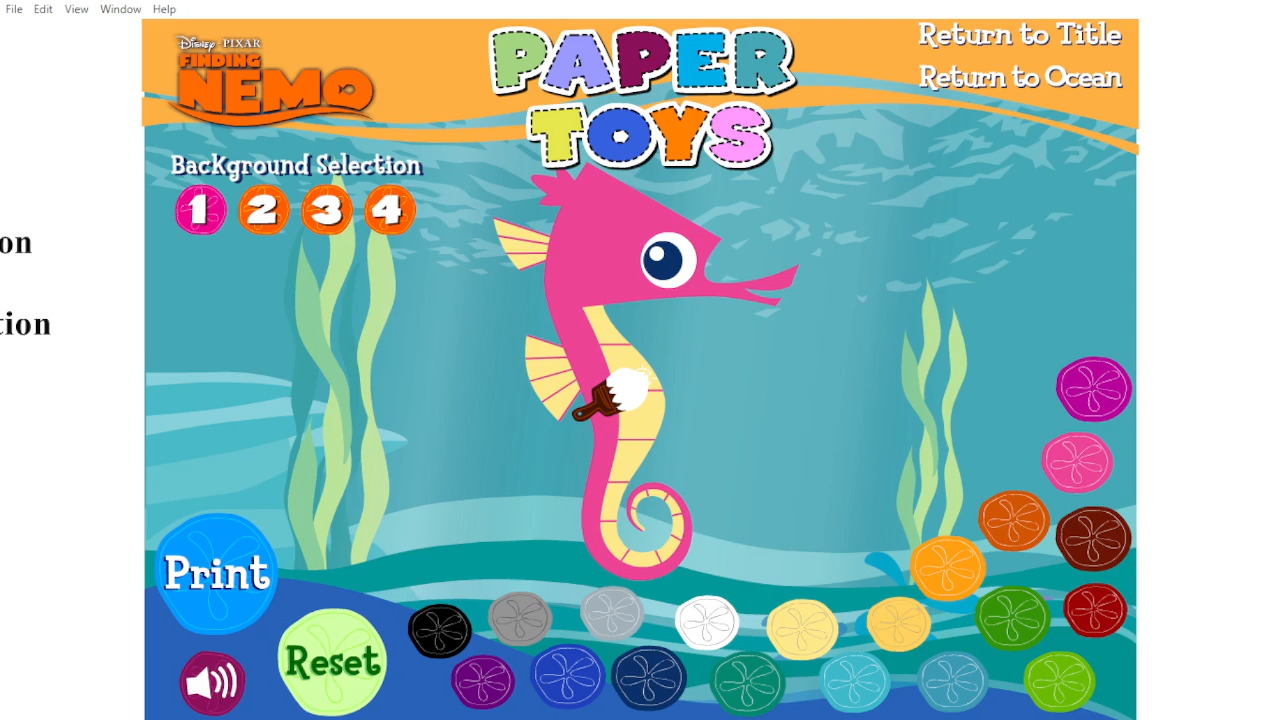 File Edit View Window Help
DISNEY · PIXAR
FINDING
NEMO
PAPER
TOYS
Return to Title
Return to Ocean
Background Selection
1 2 3 4
on
tion
Print
Reset